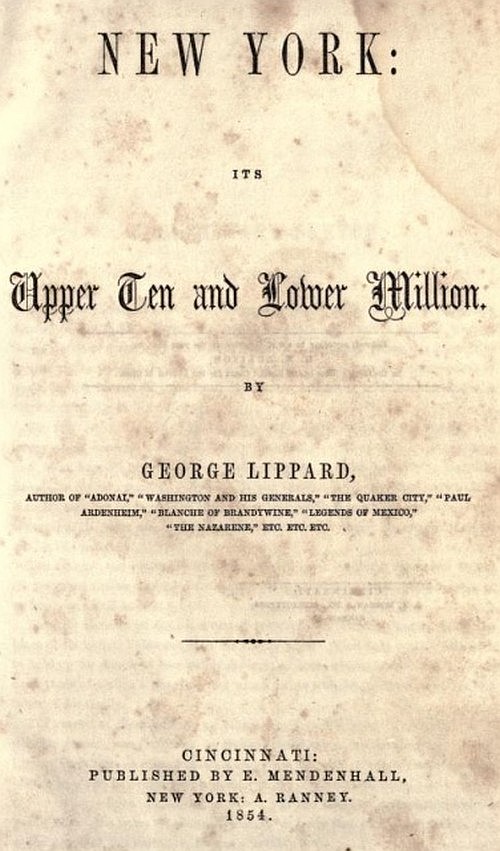 NEW YORK:
ITS
Upper Ten and Lower Million.
BY
GEORGE LIPPARD,
AUTHOR OF "ADONAI," "WASHINGTON AND HIS GENERALS," "THE QUAKER CITY," "PAUL
ARDENHEIM," "BLANCHE OF BRANDYWINE," "LEGENDS OF MEXICO,"
"THE NAZARENE," ETC. ETC. ETC.
CINCINNATI:
PUBLISHED BY E. MENDENHALL,
NEW YORK: A. RANNEY.
1854.